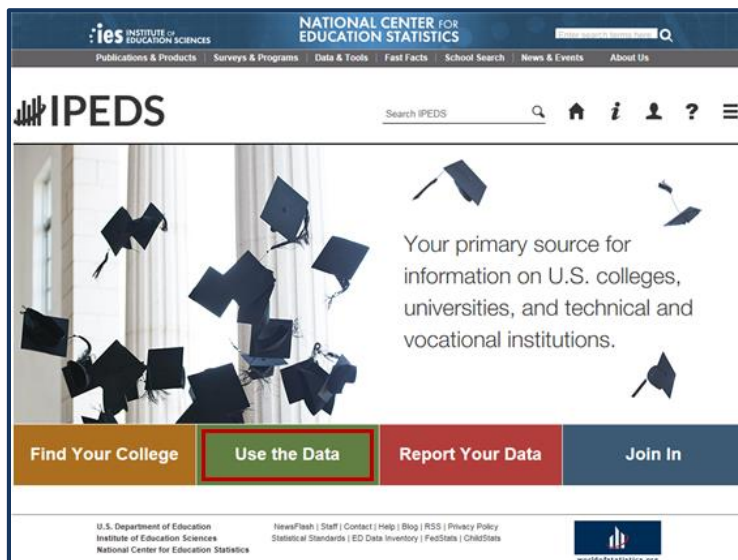 ies INSTITUTE OF EDUCATION SCIENCES
NATIONAL CENTER FOR EDUCATION STATISTICS
Enter search terms here
Publications & Products | Surveys & Programs | Data & Tools | Fast Facts | School Search | News & Events | About Us
IPEDS
Search IPEDS
Your primary source for
information on U.S. colleges,
universities, and technical and
vocational institutions.
Find Your College
Use the Data
Report Your Data
Join In
U.S. Department of Education
Institute of Education Sciences
National Center for Education Statistics
NewsFlash | Staff | Contact | Help | Blog | RSS | Privacy Policy
Statistical Standards | ED Data Inventory | FedStats | ChildStats